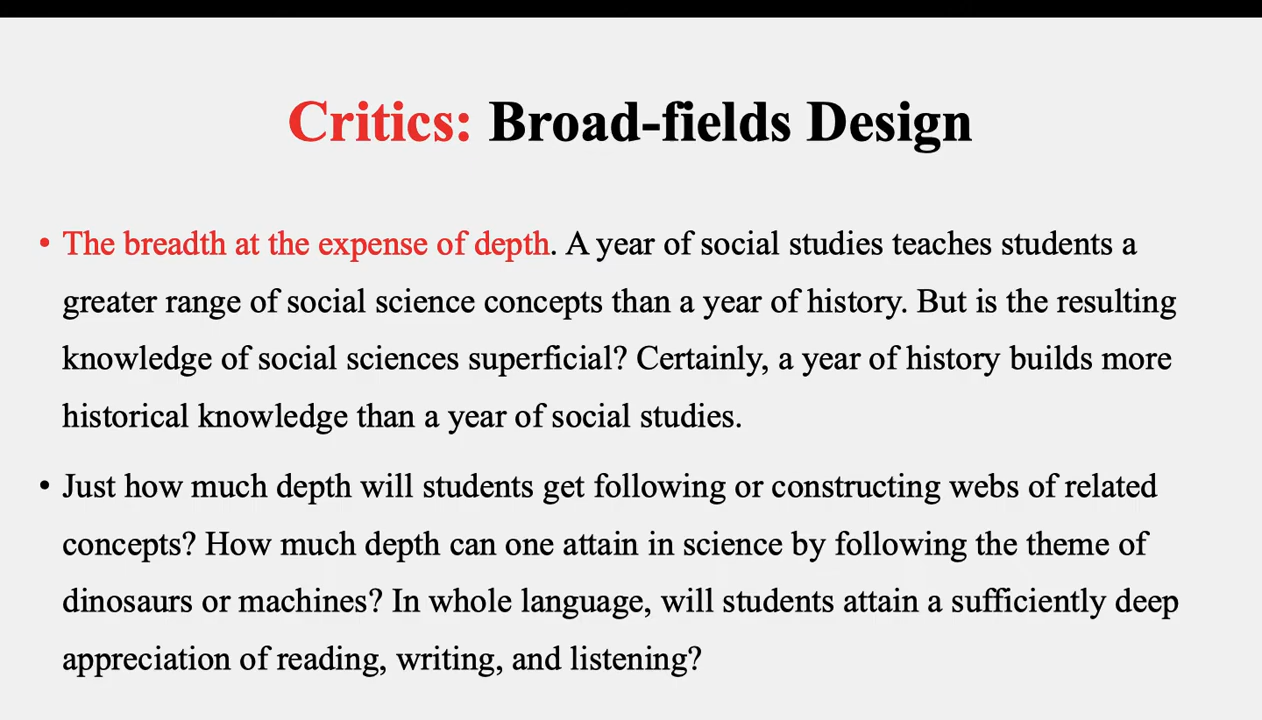 Critics: Broad-fields Design
• The breadth at the expense of depth. A year of social studies teaches students a
greater range of social science concepts than a year of history. But is the resulting
knowledge of social sciences superficial? Certainly, a year of history builds more
historical knowledge than a year of social studies.
• Just how much depth will students get following or constructing webs of related
concepts? How much depth can one attain in science by following the theme of
dinosaurs or machines? In whole language, will students attain a sufficiently deep
appreciation of reading, writing, and listening?